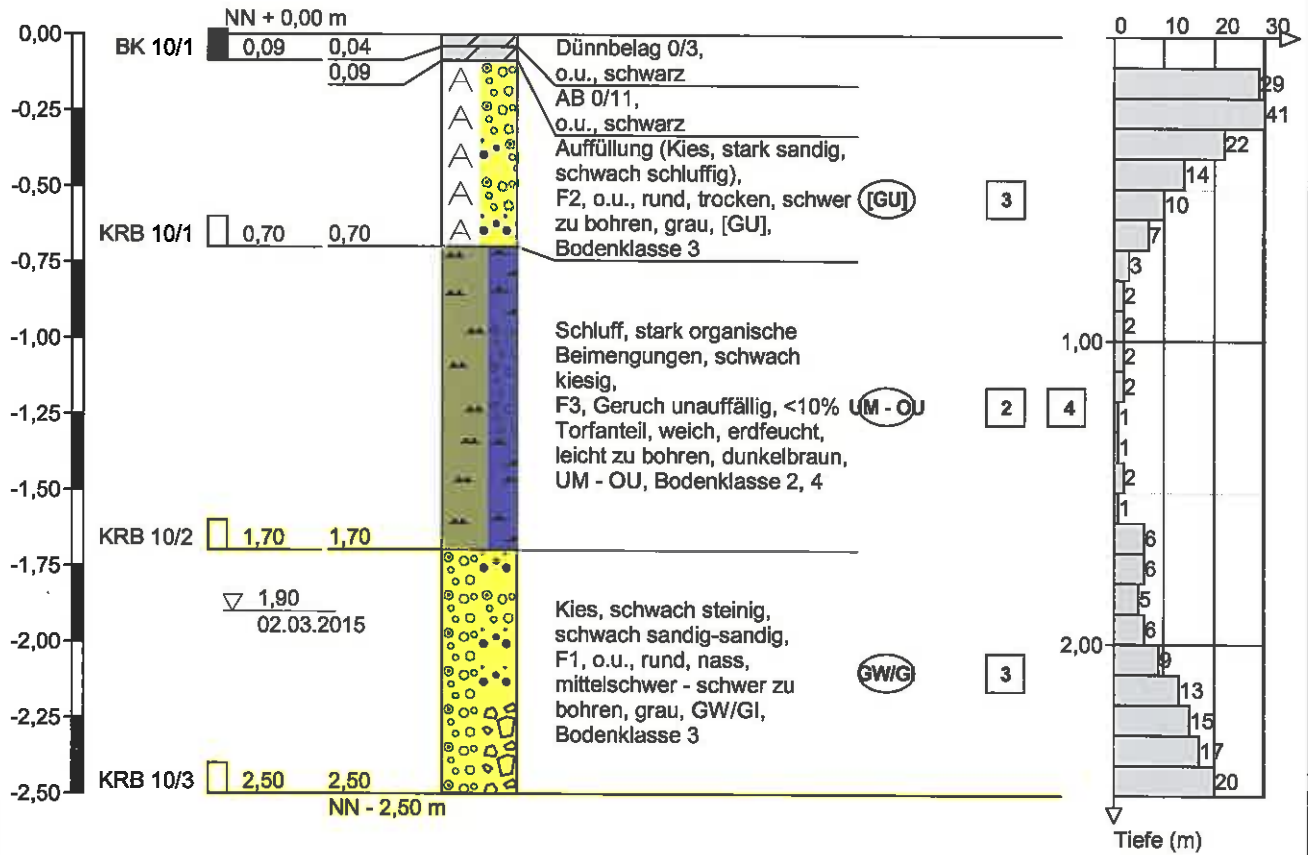 NN + 0,00 m
0,00
BK 10/1
0,09 0,04
0,09
Dünnbelag 0/3,
o.u., schwarz
AB 0/11,
o.u., schwarz
-0,25
Auffüllung (Kies, stark sandig,
schwach schluffig),
F2, o.u., rund, trocken, schwer
zu bohren, grau, [GU],
Bodenklasse 3
[GU]
3
-0,50
KRB 10/1
0,70 0,70
-0,75
-1,00
Schluff, stark organische
Beimengungen, schwach
kiesig,
F3, Geruch unauffällig, <10%
Torfanteil, weich, erdfeucht,
leicht zu bohren, dunkelbraun,
UM - OU, Bodenklasse 2, 4
UM - OU
2
4
-1,25
-1,50
KRB 10/2
1,70 1,70
-1,75
1,90
02.03.2015
-2,00
Kies, schwach steinig,
schwach sandig-sandig,
F1, o.u., rund, nass,
mittelschwer - schwer zu
bohren, grau, GW/GI,
Bodenklasse 3
GW/GI
3
-2,25
KRB 10/3
2,50 2,50
-2,50
NN - 2,50 m
0 10 20 30
29
41
22
14
10
7
3
2
2
1,00
2
2
1
1
2
1
6
6
5
6
2,00
9
13
15
17
20
Tiefe (m)